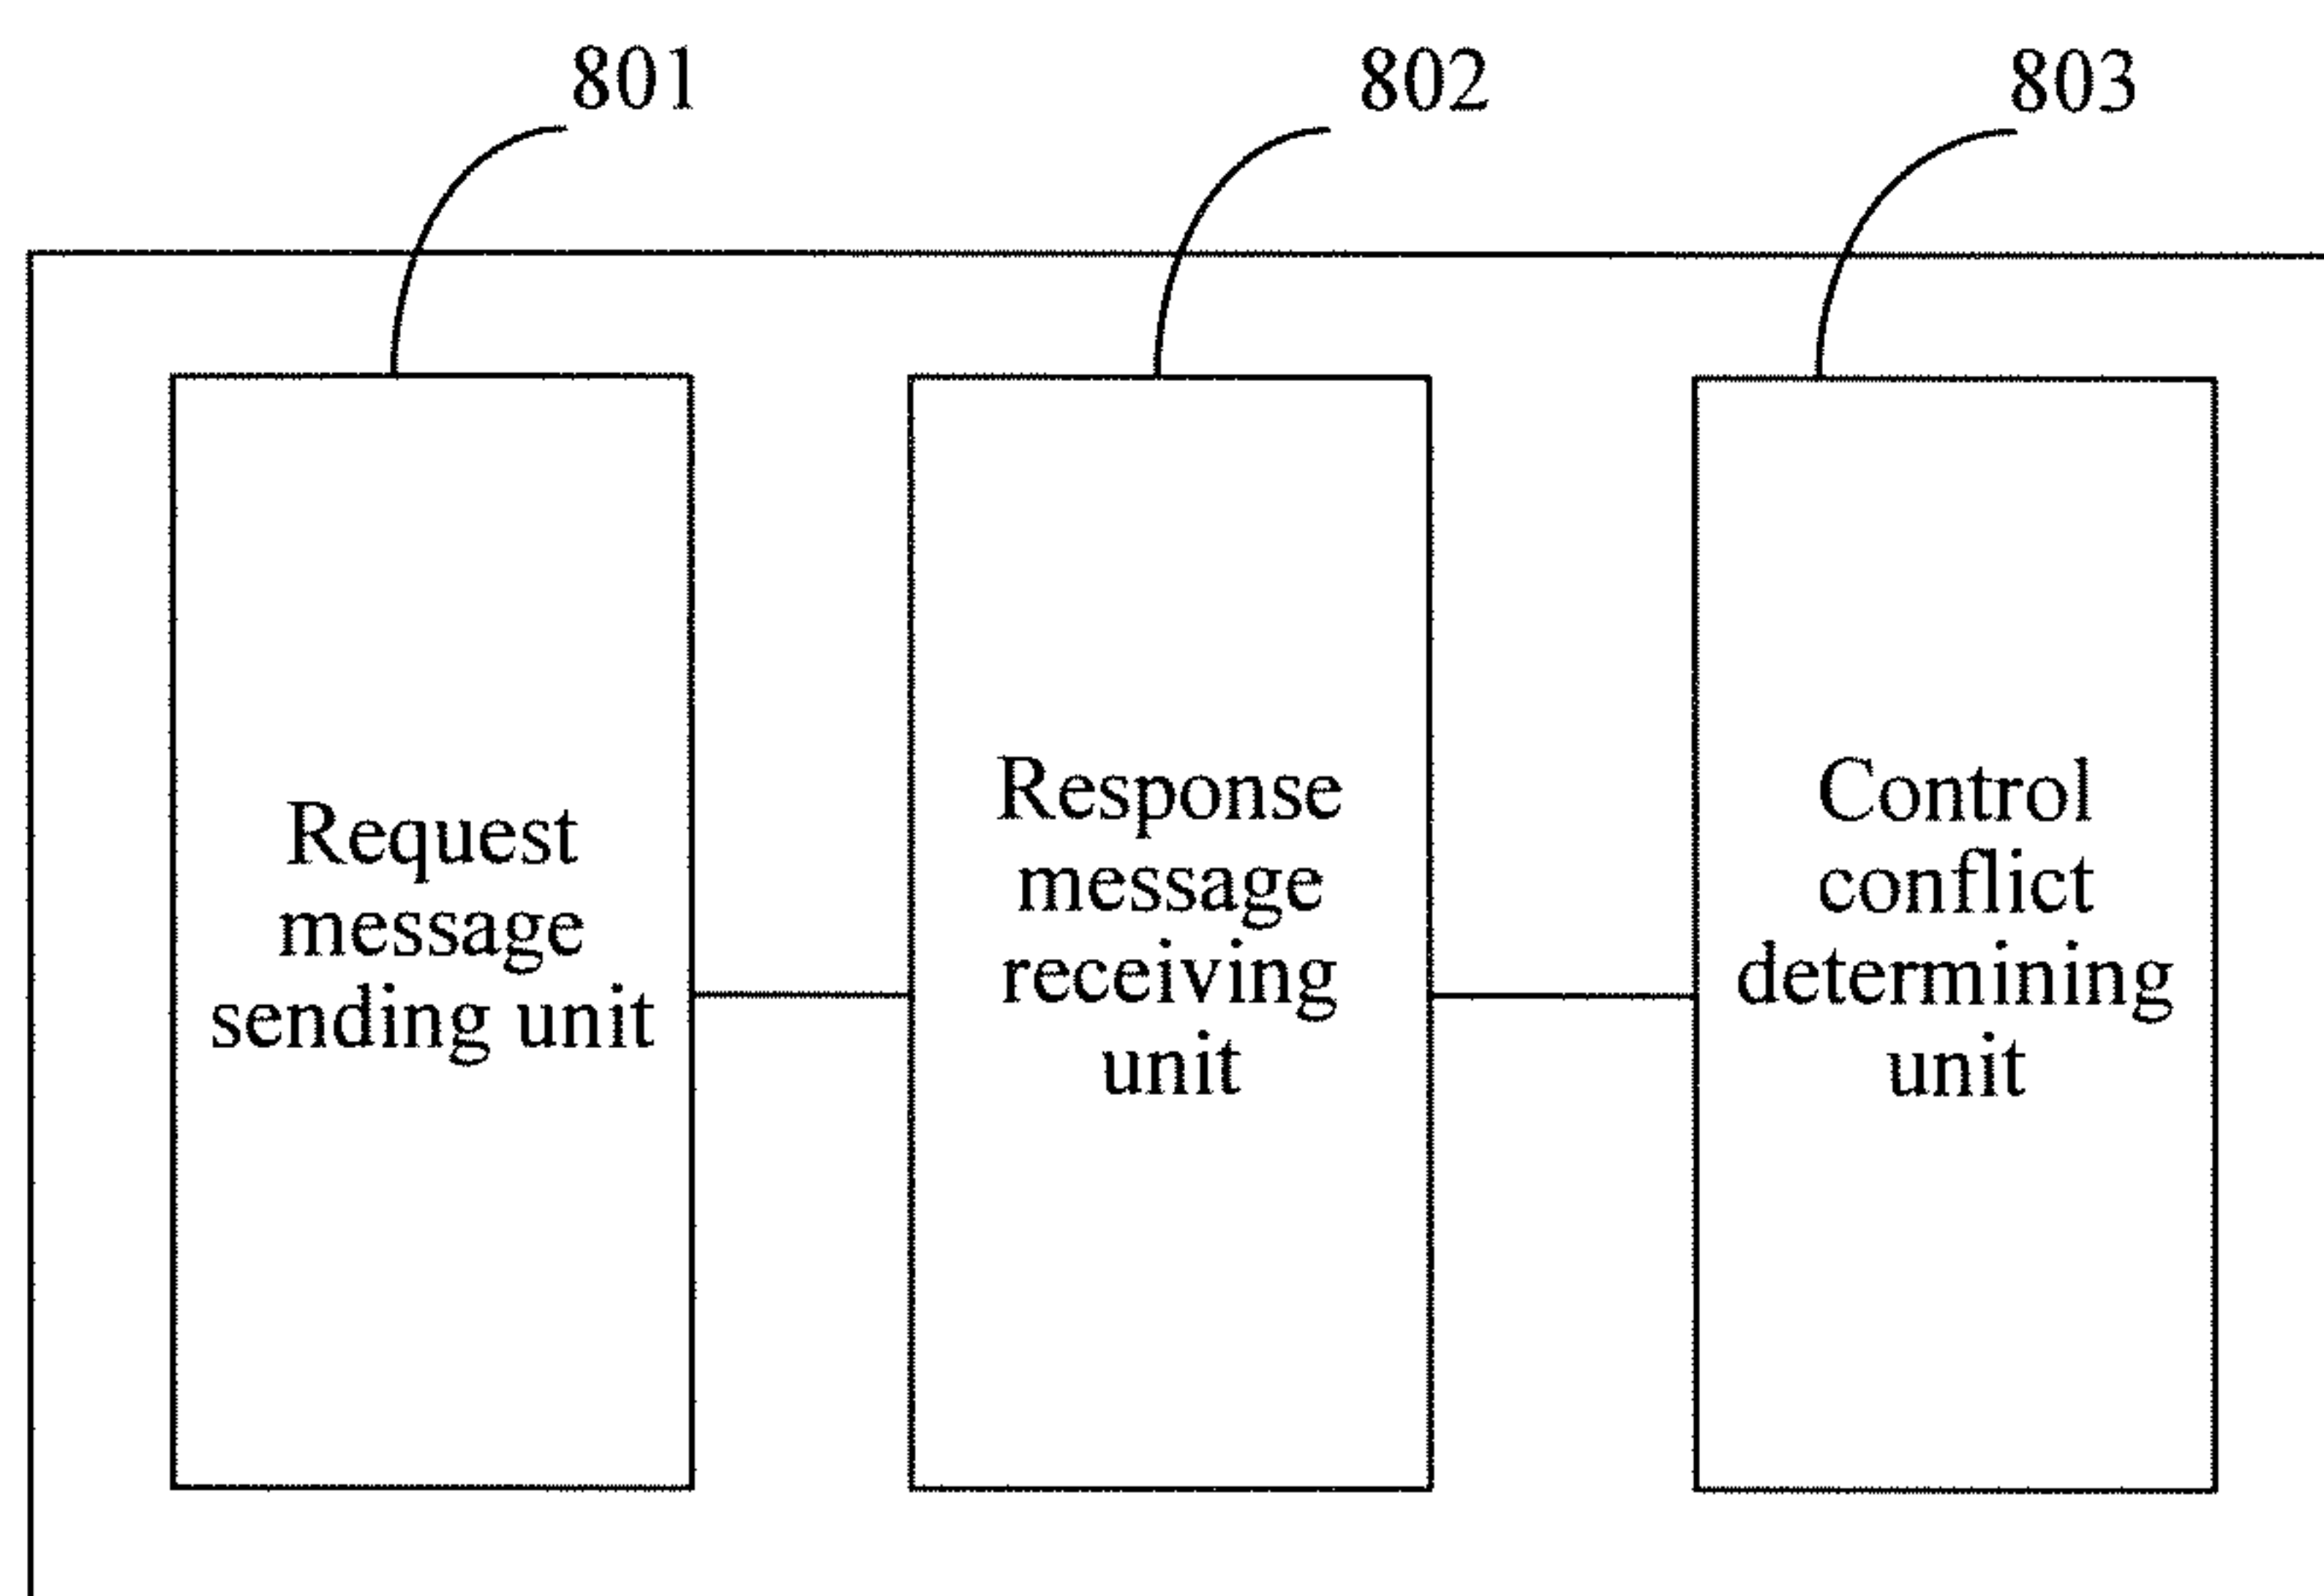 801
802
803
Request
message
sending unit
Response
message
receiving
unit
Control
conflict
determining
unit